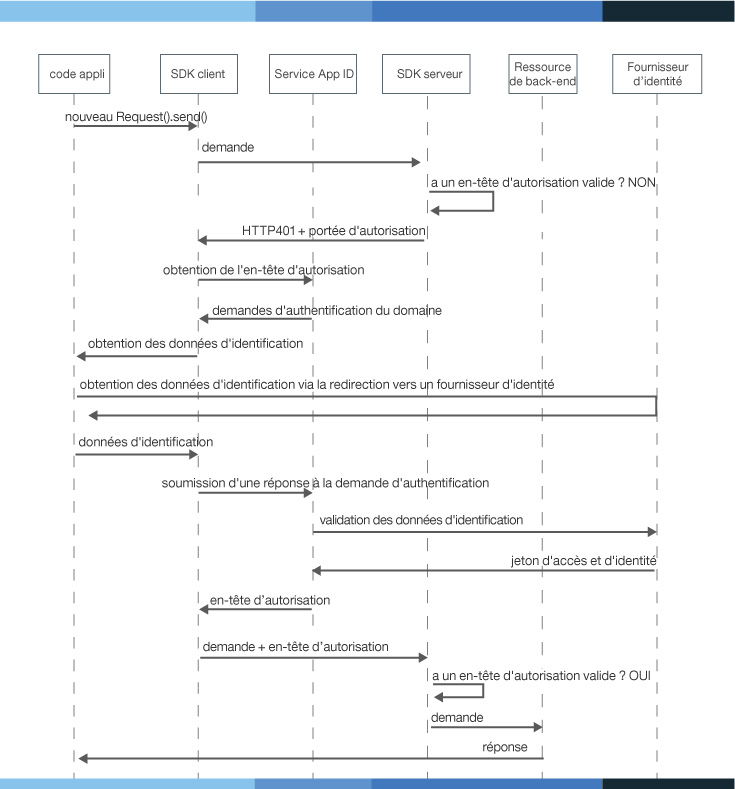 code appli
SDK client
Service App ID
SDK serveur
Ressource
de back-end
Fournisseur
d'identité
nouveau Request().send()
demande
a un en-tête d'autorisation valide ? NON
HTTP401 + portée d'autorisation
obtention de l'en-tête d'autorisation
demandes d'authentification du domaine
obtention des données d'identification
obtention des données d'identification via la redirection vers un fournisseur d'identité
données d'identification
soumission d'une réponse à la demande d'authentification
validation des données d'identification
jeton d'accès et d'identité
en-tête d'autorisation
demande + en-tête d'autorisation
a un en-tête d'autorisation valide ? OUI
demande
réponse